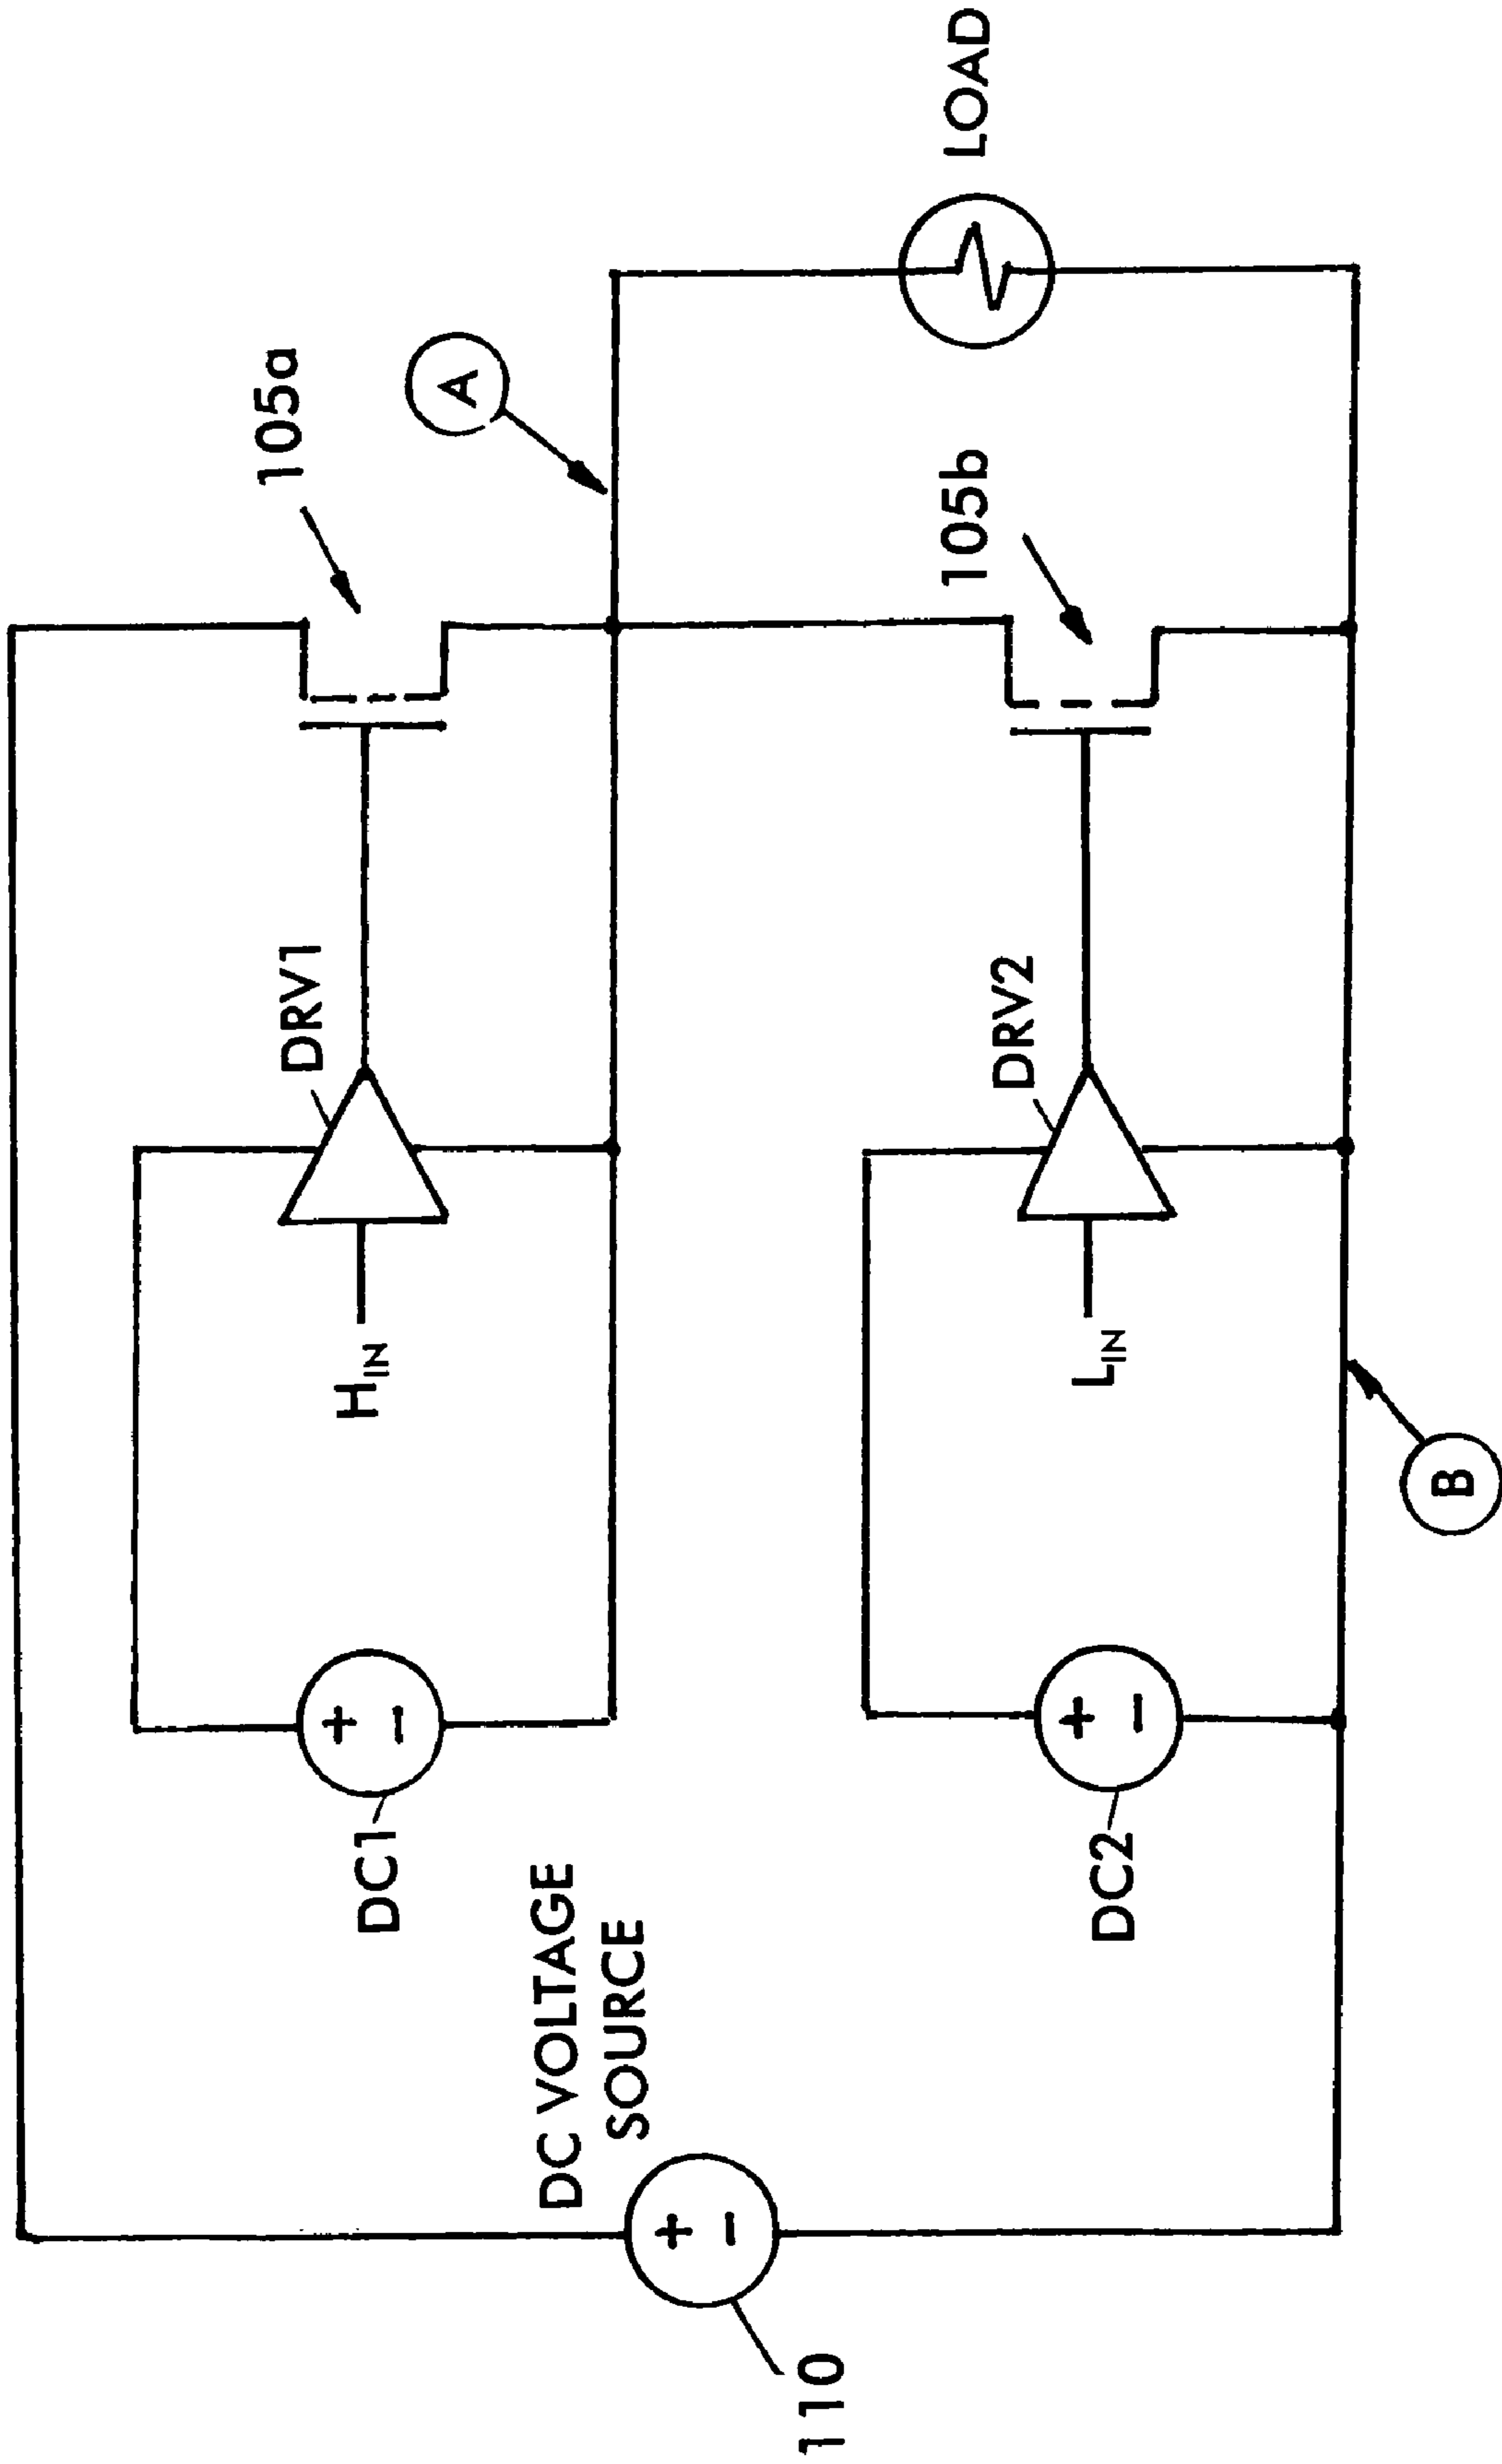 105a
A
LOAD
105b
DRV1
DRV2
H_IN
L_IN
B
+ −
DC1
+ −
DC2
DC VOLTAGE
SOURCE
+ −
110